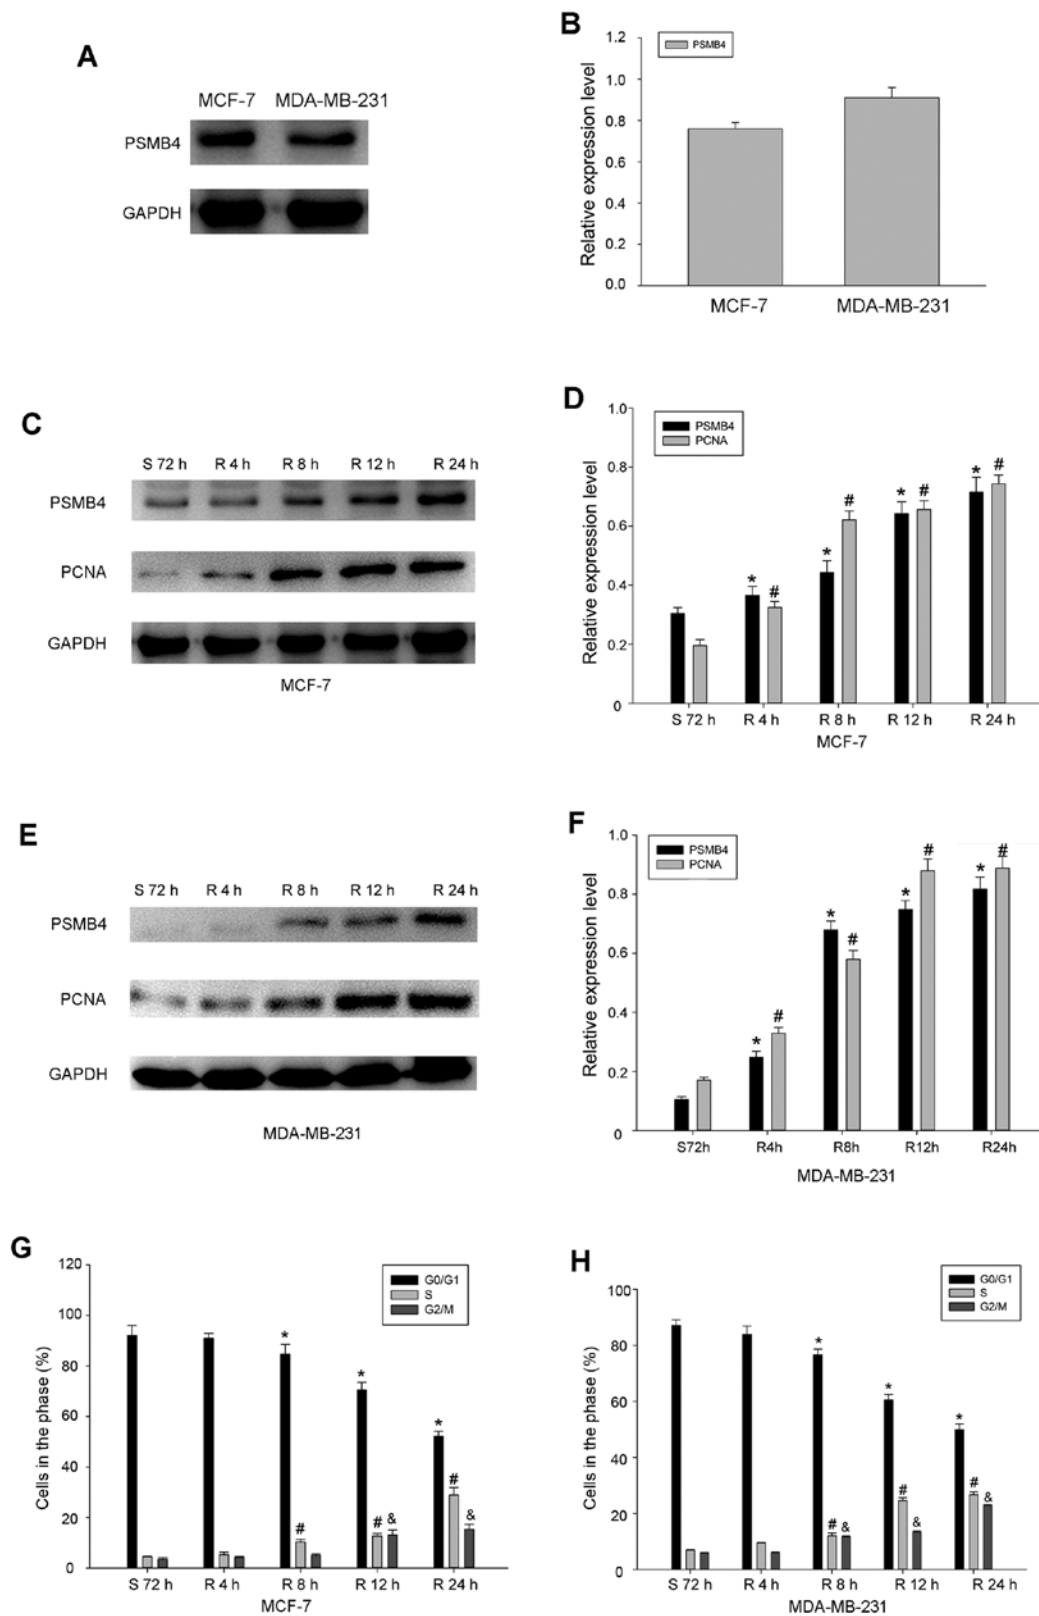 A
MCF-7 MDA-MB-231
PSMB4
GAPDH
B
PSMB4
Relative expression level
1.2
1.0
0.8
0.6
0.4
0.2
0.0
MCF-7 MDA-MB-231
C
S 72 h R 4 h R 8 h R 12 h R 24 h
PSMB4
PCNA
GAPDH
MCF-7
D
PSMB4
PCNA
Relative expression level
1.0
0.8
0.6
0.4
0.2
0
* # * # * # * #
S 72 h R 4 h R 8 h R 12 h R 24 h
MCF-7
E
S 72 h R 4 h R 8 h R 12 h R 24 h
PSMB4
PCNA
GAPDH
MDA-MB-231
F
PSMB4
PCNA
Relative expression level
1.0
0.8
0.6
0.4
0.2
0
* # * # * # * #
S72h R4h R8h R12h R24h
MDA-MB-231
G
G0/G1
S
G2/M
Cells in the phase (%)
120
100
80
60
40
20
0
* # * # & * # &
S 72 h R 4 h R 8 h R 12 h R 24 h
MCF-7
H
G0/G1
S
G2/M
Cells in the phase (%)
100
80
60
40
20
0
* # & * # & * # &
S 72 h R 4 h R 8 h R 12 h R 24 h
MDA-MB-231